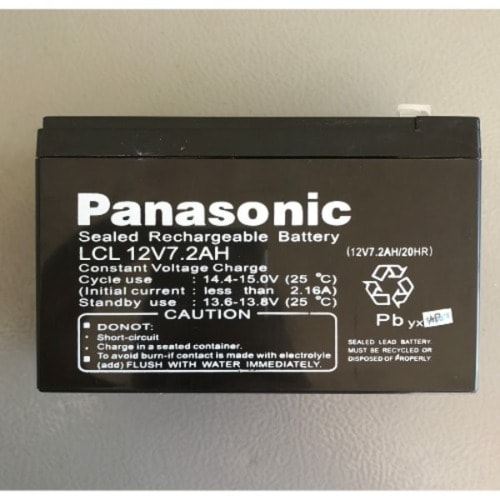 Panasonic
Sealed Rechargeable Battery
LCL 12V7.2AH
(12V7.2AH/20HR)
Constant Voltage Charge
Cycle use : 14.4-15.0V (25 °C)
(Initial current : less than 2.16A)
Standby use : 13.6-13.8V (25 °C)
CAUTION
DONOT:
Short-circuit
Charge in a sealated container.
To avoid burn-if contact is made with electrolyle
(add) FLUSH WITH WATER IMMEDIATELY.
Pb yx
SEALED LEAD BATTERY
MUST BE RECYCLED OR
DISPOSED OF PROPERLY